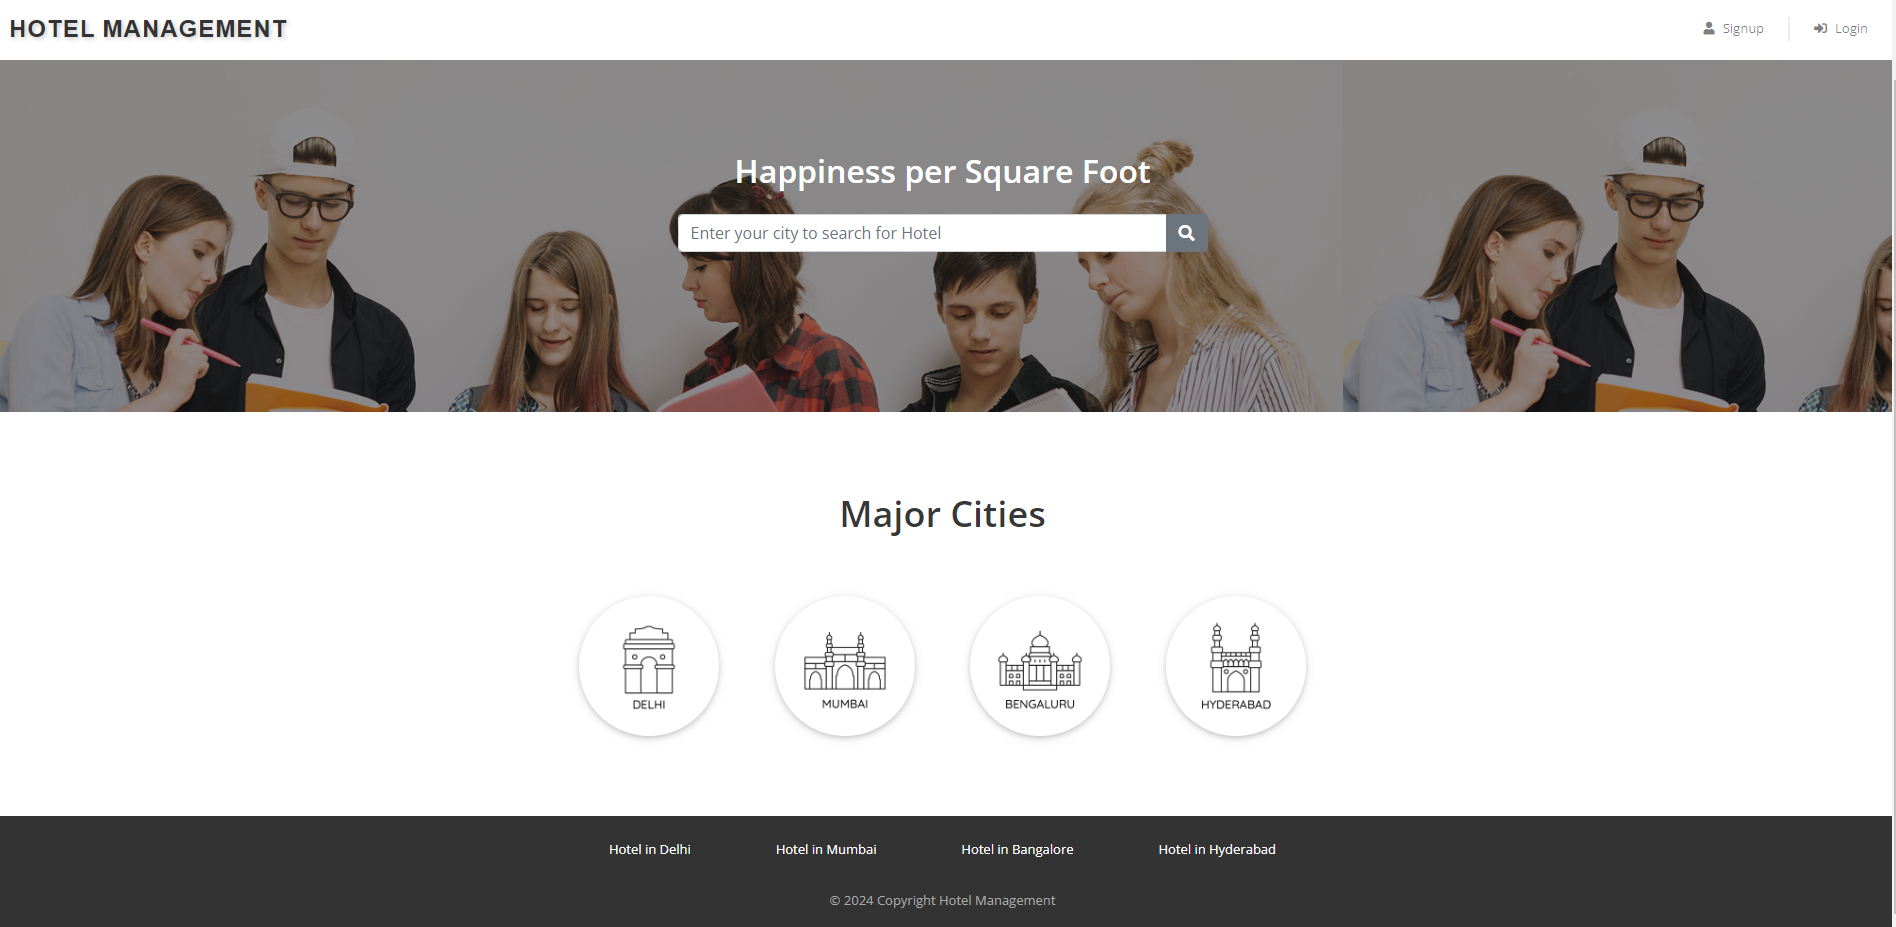 HOTEL MANAGEMENT
Signup
Login
Happiness per Square Foot
Enter your city to search for Hotel
Major Cities
DELHI
MUMBAI
BENGALURU
HYDERABAD
Hotel in Delhi
Hotel in Mumbai
Hotel in Bangalore
Hotel in Hyderabad
© 2024 Copyright Hotel Management